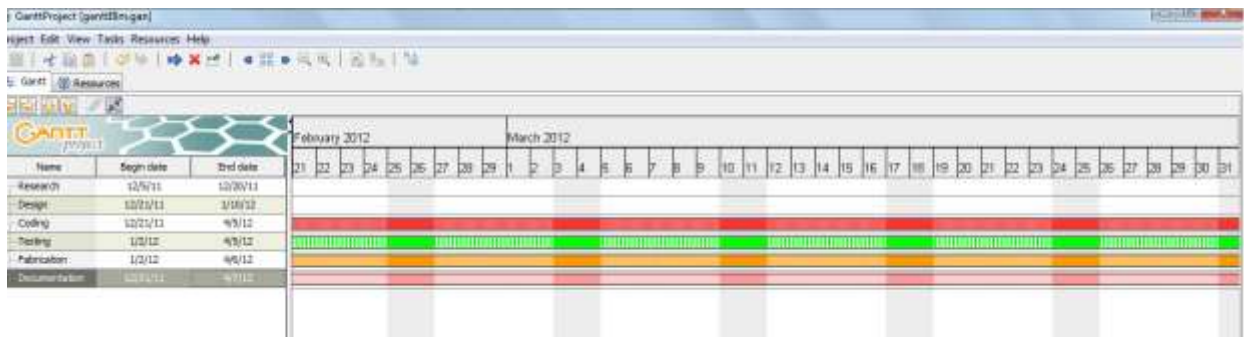 GanttProject [ganttIBm.gan]
roject Edit View Tasks Resources Help
Gantt Resources
GANTT
project
February 2012 March 2012
Name Begin date End date 21 22 23 24 25 26 27 28 29 1 2 3 4 5 6 7 8 9 10 11 12 13 14 15 16 17 18 19 20 21 22 23 24 25 26 27 28 29 30 31
Research 12/5/11 12/20/11
Design 12/21/11 1/10/12
Coding 12/21/11 4/5/12
Testing 1/2/12 4/5/12
Fabrication 1/2/12 4/6/12
Documentation